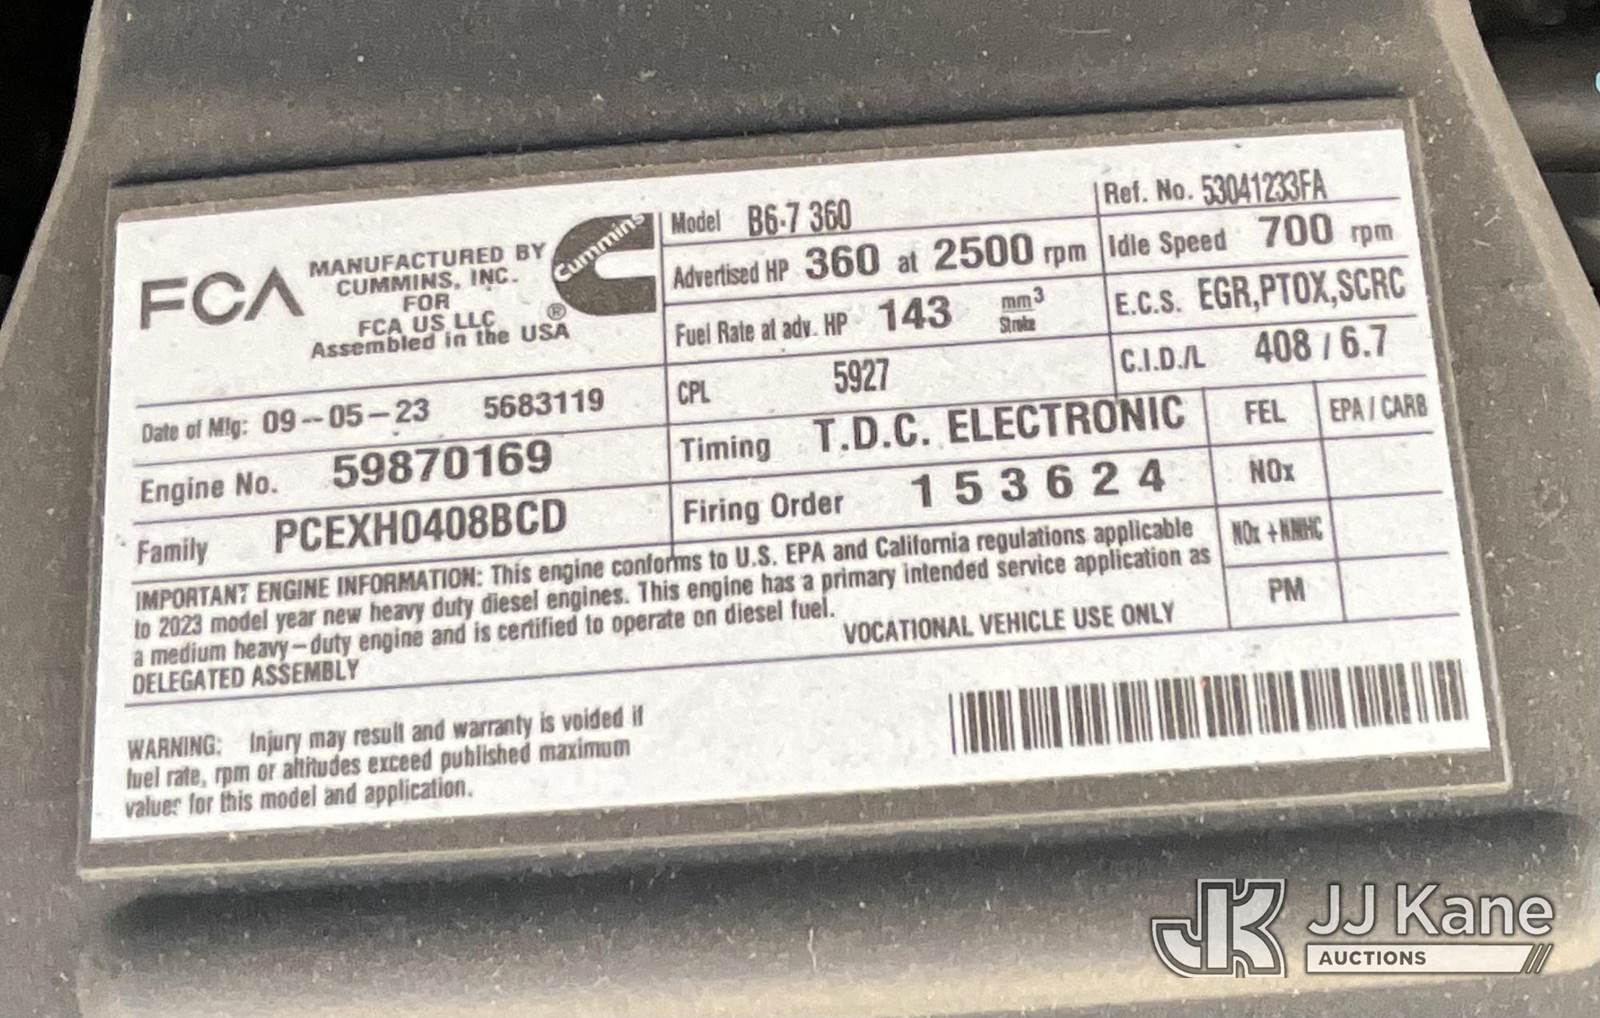 FCA
MANUFACTURED BY
CUMMINS, INC.
FOR
FCA US LLC
Assembled in the USA
Cummins
®
Date of Mfg: 09--05-23 5683119
Engine No. 59870169
Family PCEXH0408BCD
Model B6.7 360
Advertised HP 360 at 2500 rpm
Fuel Rate at adv. HP 143 mm3
Stroke
CPL 5927
Timing T.D.C. ELECTRONIC
Firing Order 1 5 3 6 2 4
Ref. No. 53041233FA
Idle Speed 700 rpm
E.C.S. EGR,PTOX,SCRC
C.I.D./L 408 / 6.7
FEL EPA / CARB
NOx
NOx + NMHC
PM
IMPORTANT ENGINE INFORMATION: This engine conforms to U.S. EPA and California regulations applicable
to 2023 model year new heavy duty diesel engines. This engine has a primary intended service application as
a medium heavy-duty engine and is certified to operate on diesel fuel.
DELEGATED ASSEMBLY
VOCATIONAL VEHICLE USE ONLY
WARNING: Injury may result and warranty is voided if
fuel rate, rpm or altitudes exceed published maximum
values for this model and application.
JK JJ Kane
AUCTIONS